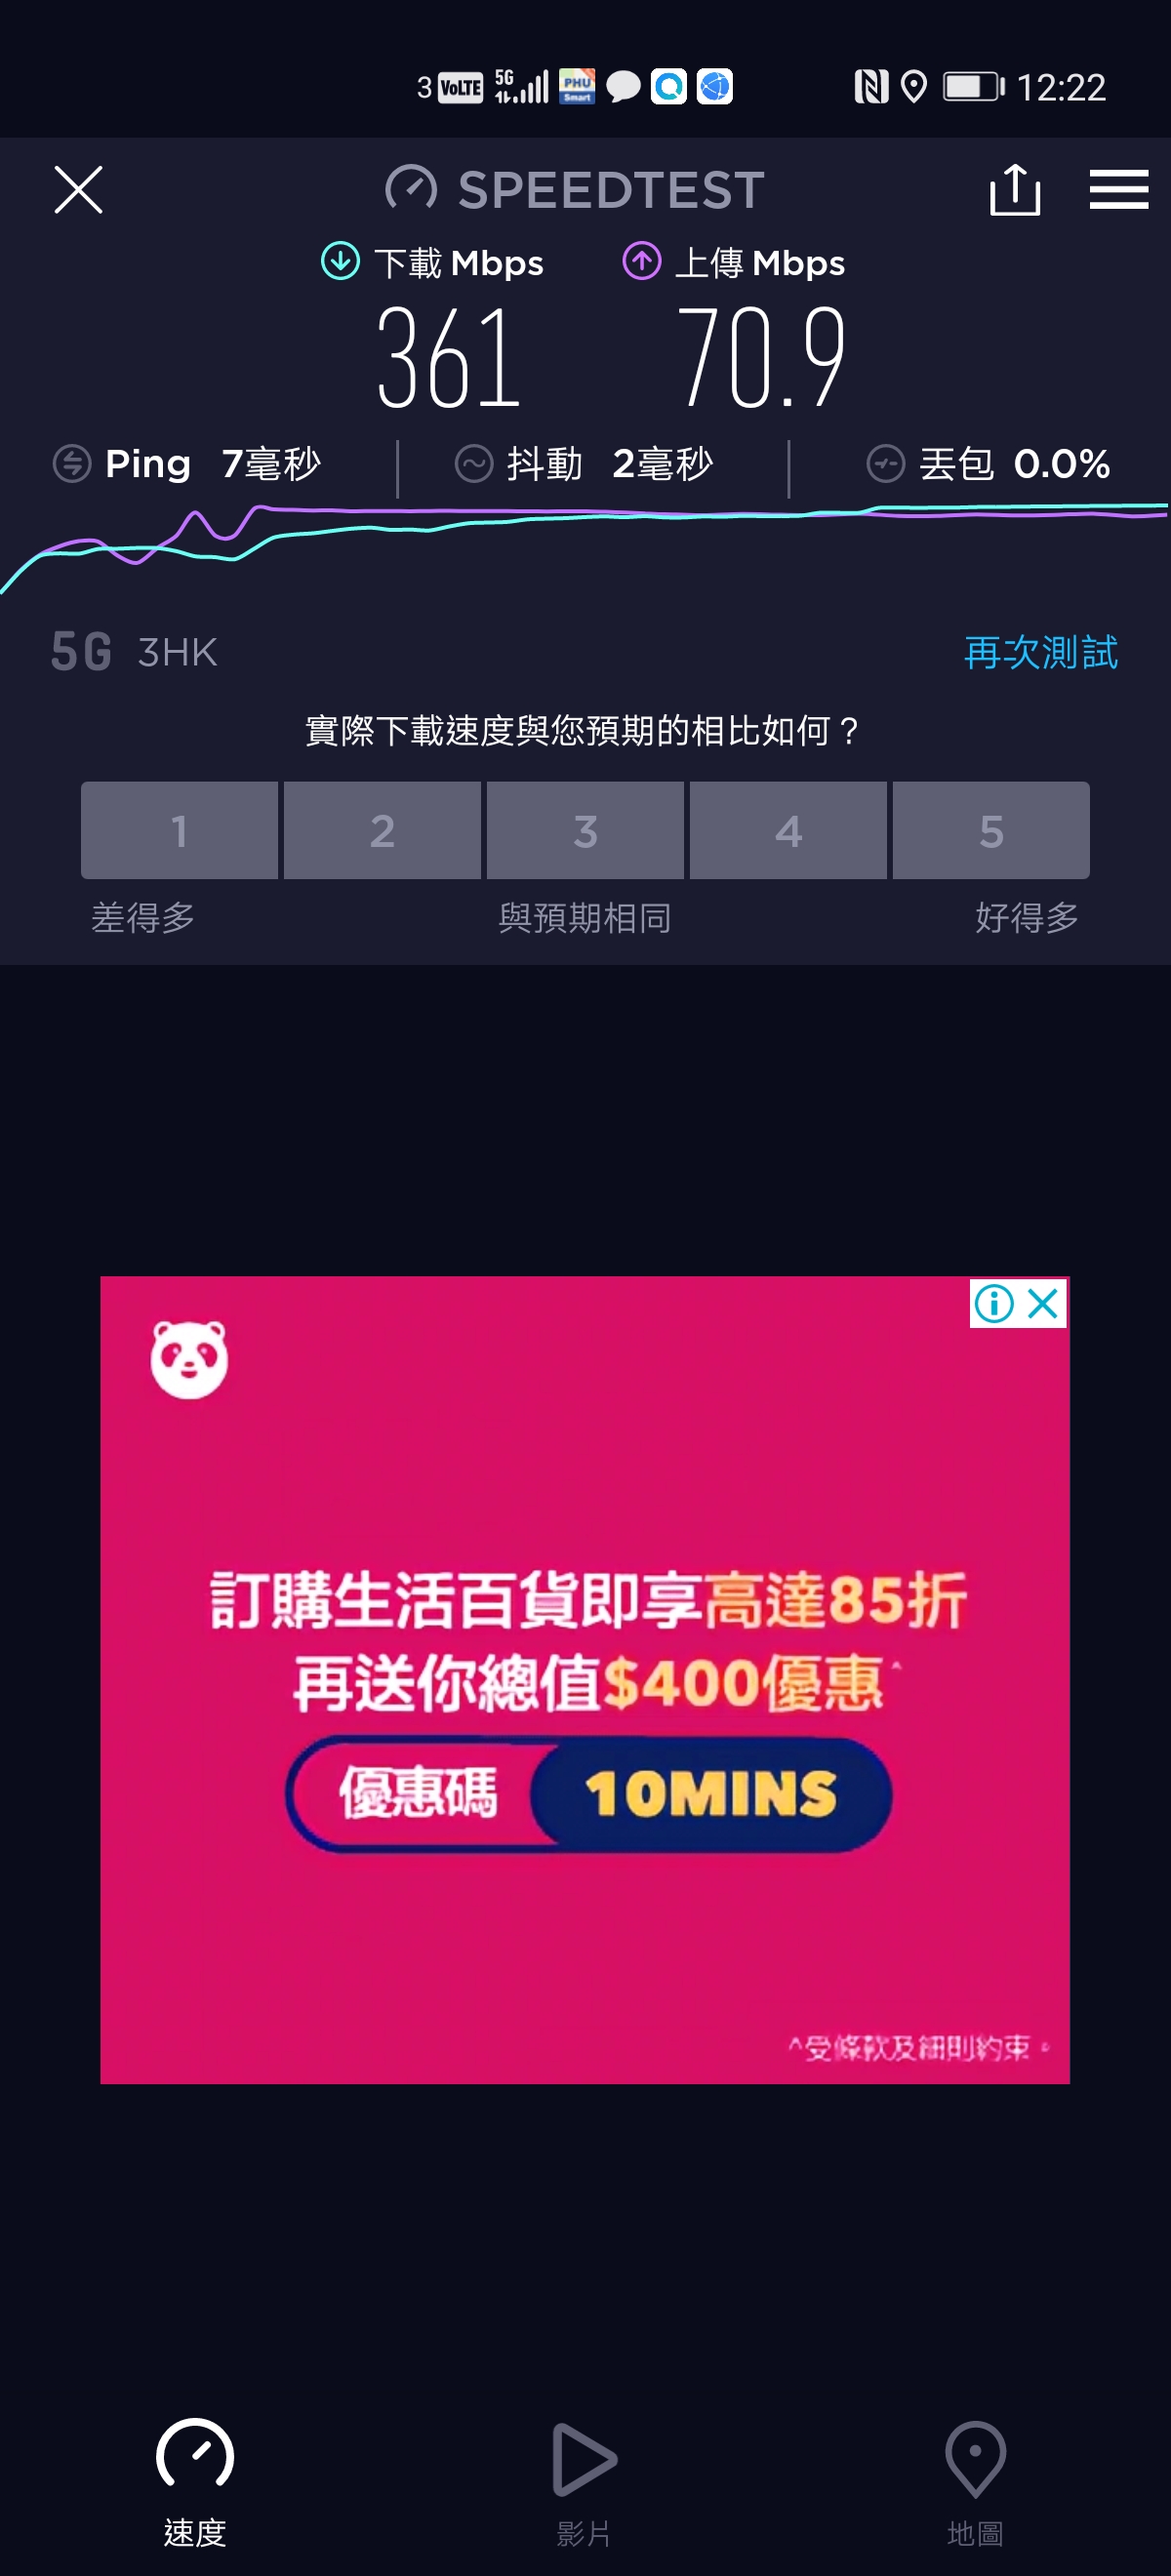 3 VoLTE 5G PHU Smart 12:22
SPEEDTEST
下載 Mbps 上傳 Mbps
361 70.9
Ping 7毫秒 抖動 2毫秒 丟包 0.0%
5G 3HK 再次測試
實際下載速度與您預期的相比如何？
1 2 3 4 5
差得多 與預期相同 好得多
訂購生活百貨即享高達85折
再送你總值$400優惠^
優惠碼 10MINS
^受條款及細則約束。
速度 影片 地圖